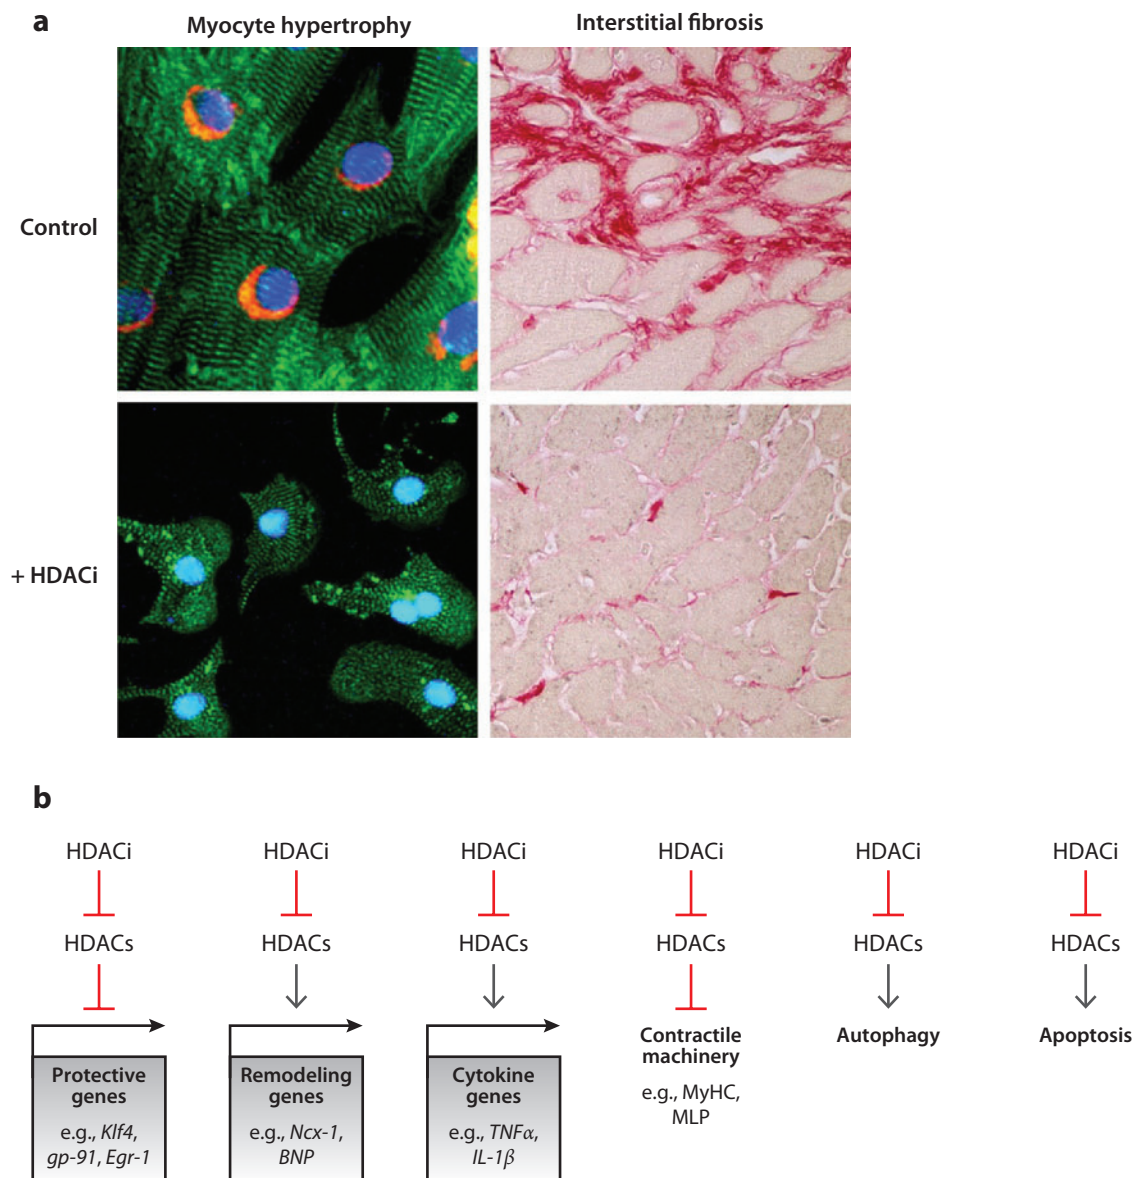 a
Myocyte hypertrophy
Interstitial fibrosis
Control
+ HDACi
b
HDACi
HDACs
Protective
genes
e.g., Klf4,
gp-91, Egr-1
HDACi
HDACs
Remodeling
genes
e.g., Ncx-1,
BNP
HDACi
HDACs
Cytokine
genes
e.g., TNFα,
IL-1β
HDACi
HDACs
Contractile
machinery
e.g., MyHC,
MLP
HDACi
HDACs
Autophagy
HDACi
HDACs
Apoptosis